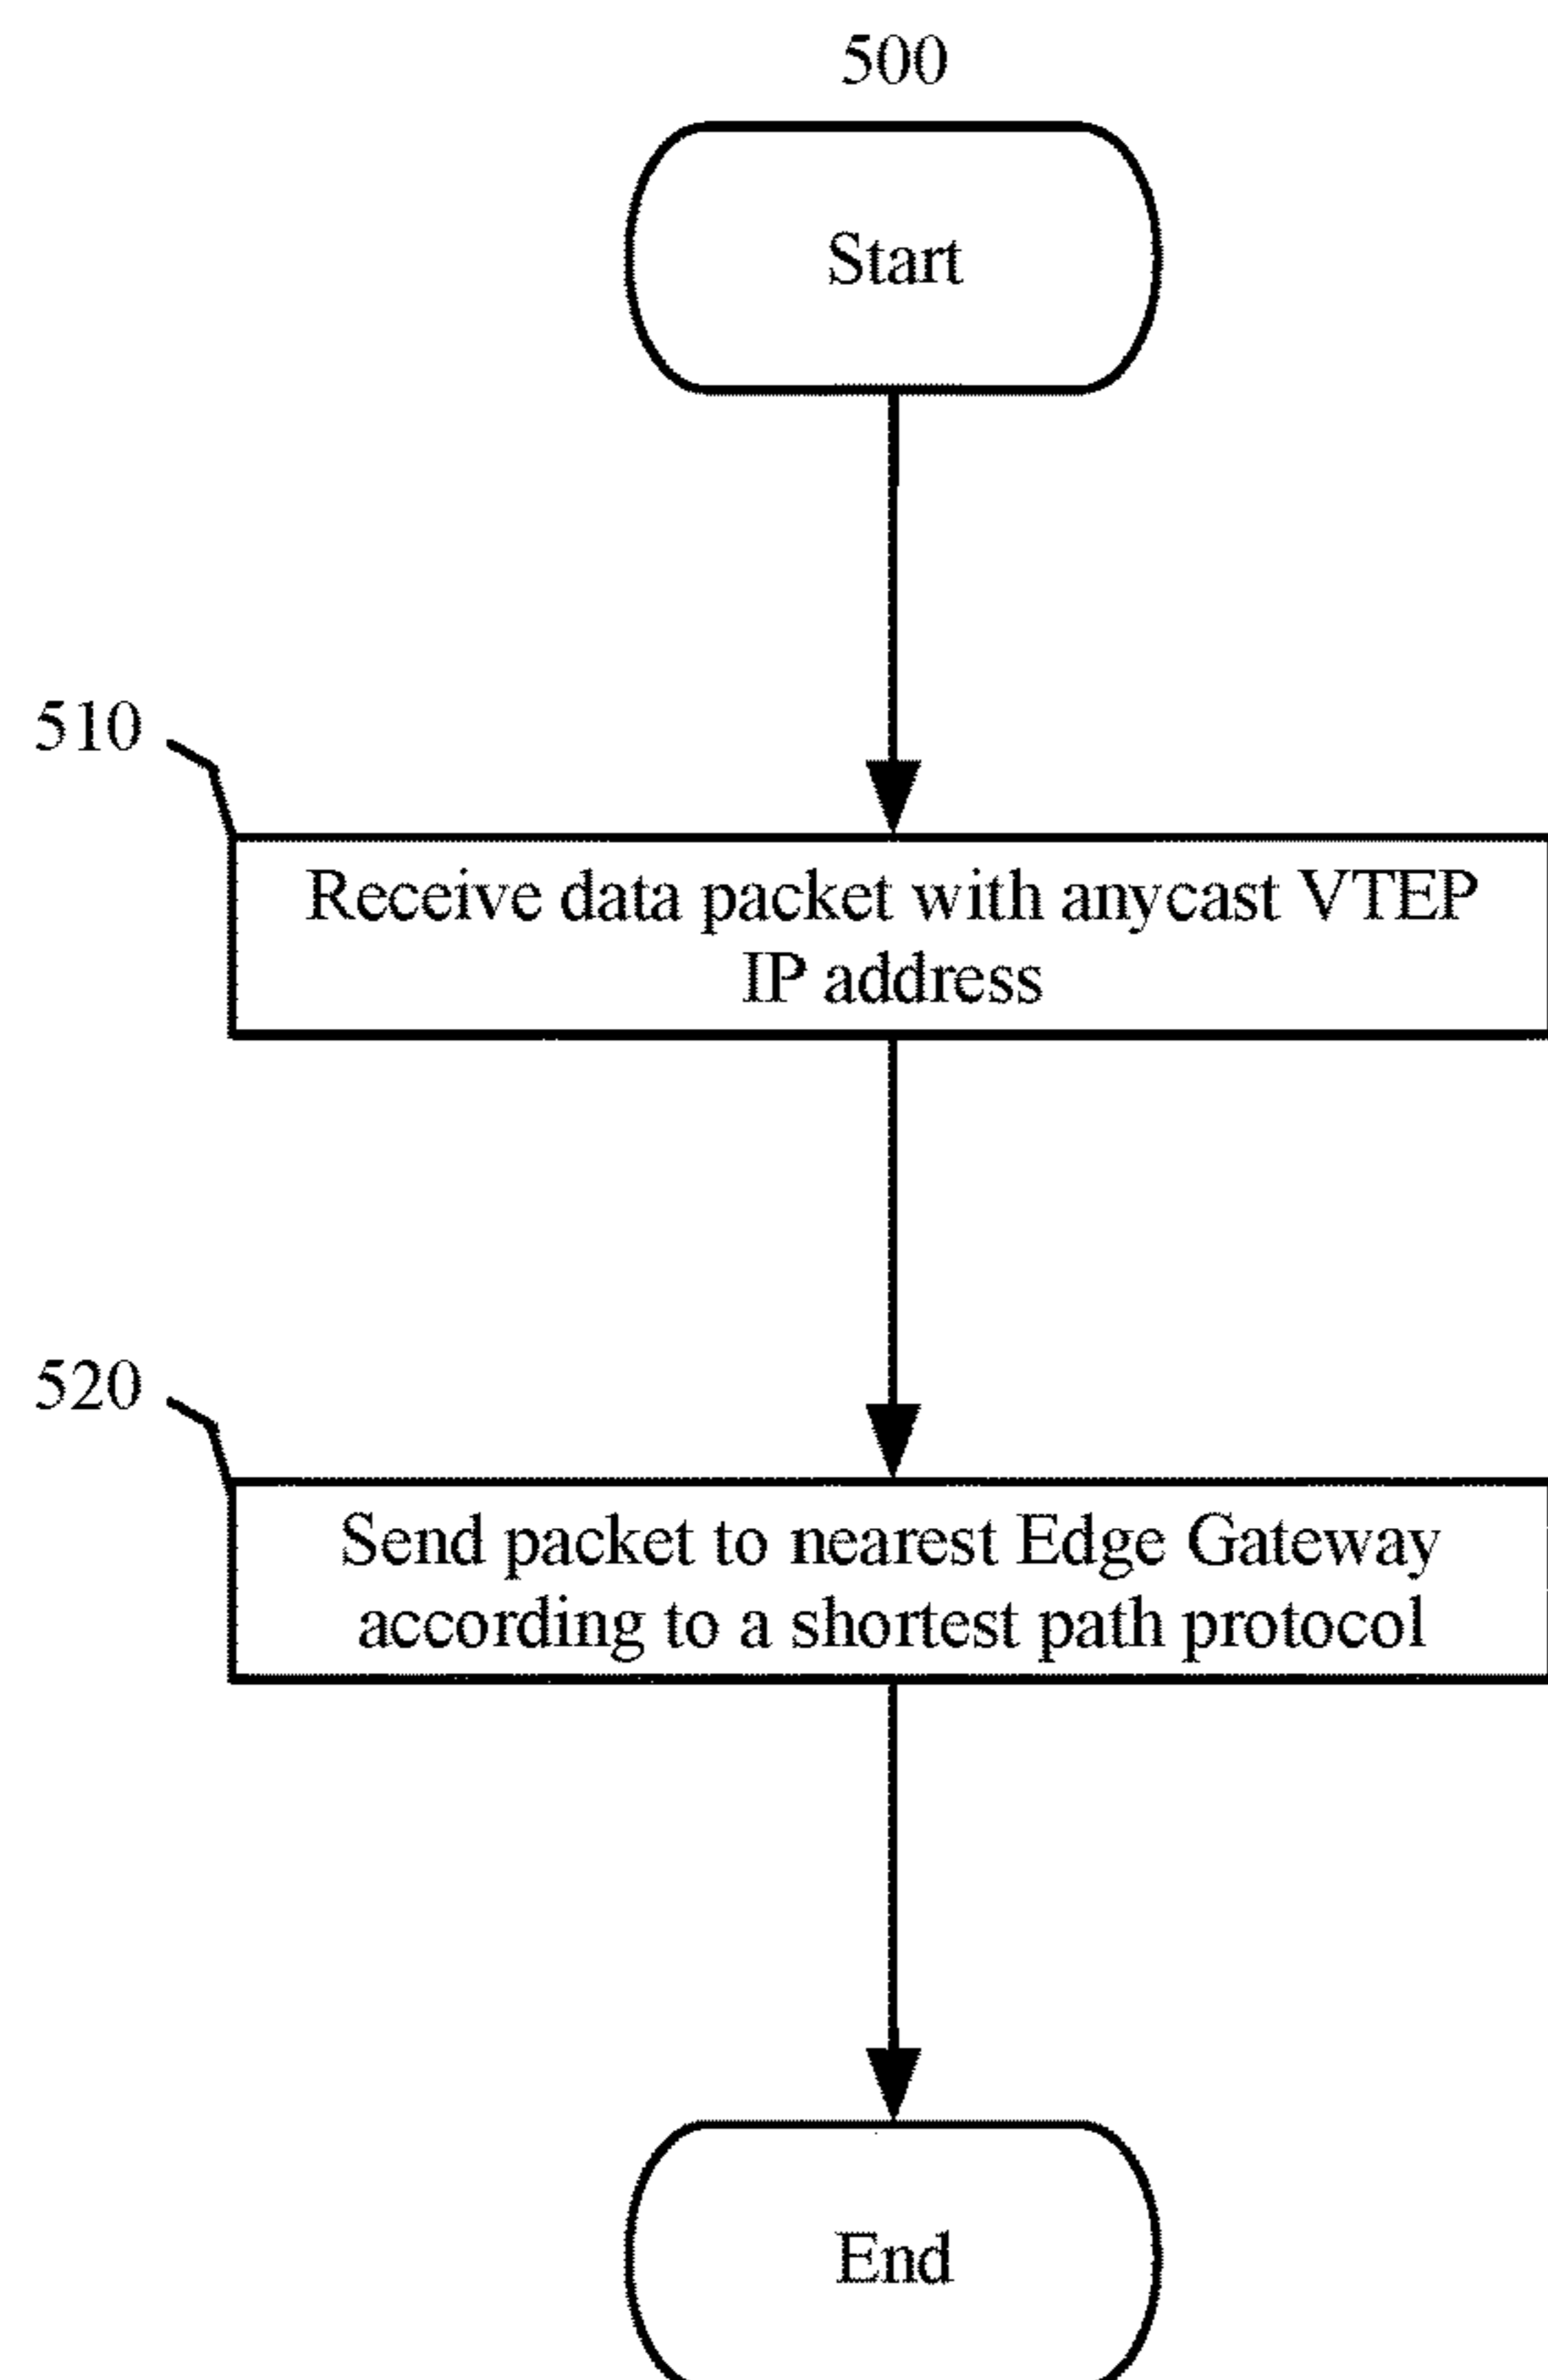 500
Start
510
Receive data packet with anycast VTEP
IP address
520
Send packet to nearest Edge Gateway
according to a shortest path protocol
End